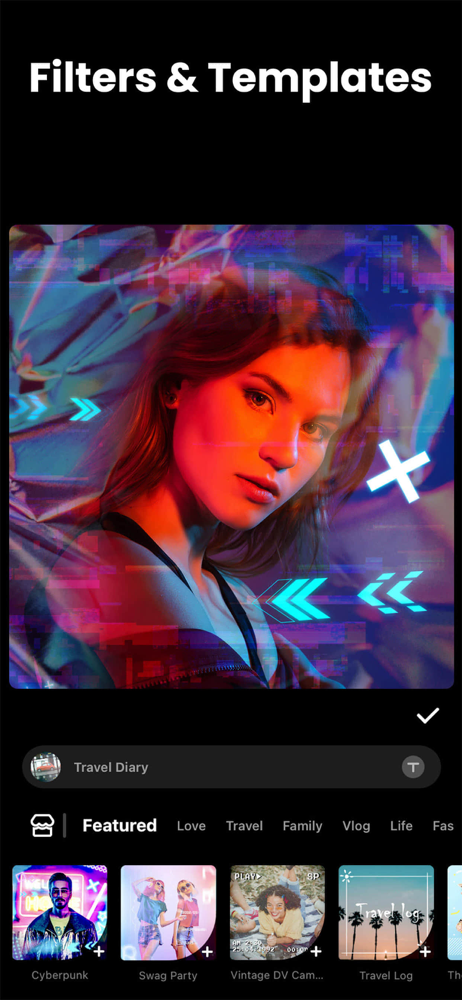 Filters & Templates
Travel Diary
T
Featured Love Travel Family Vlog Life Fas
PLAY SP
Travel log
Cyberpunk Swag Party Vintage DV Cam... Travel Log Th